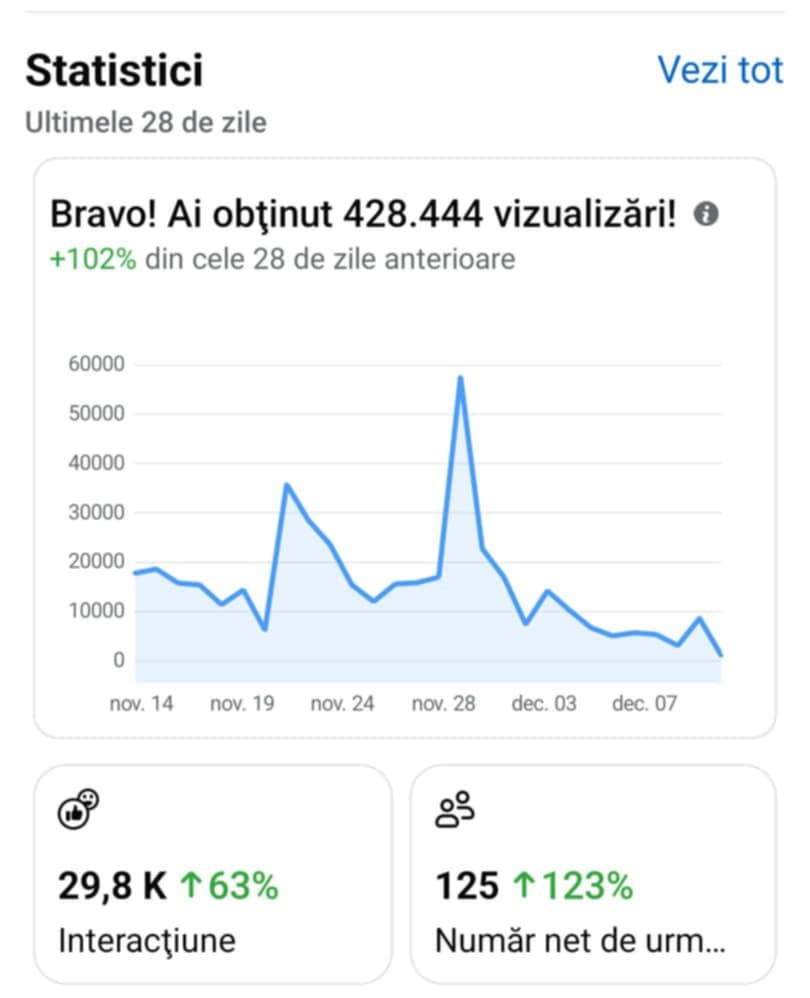 Statistici
Vezi tot
Ultimele 28 de zile
Bravo! Ai obţinut 428.444 vizualizări!
+102% din cele 28 de zile anterioare
60000
50000
40000
30000
20000
10000
0
nov. 14 nov. 19 nov. 24 nov. 28 dec. 03 dec. 07
29,8 K ↑ 63%
Interacţiune
125 ↑ 123%
Număr net de urm...